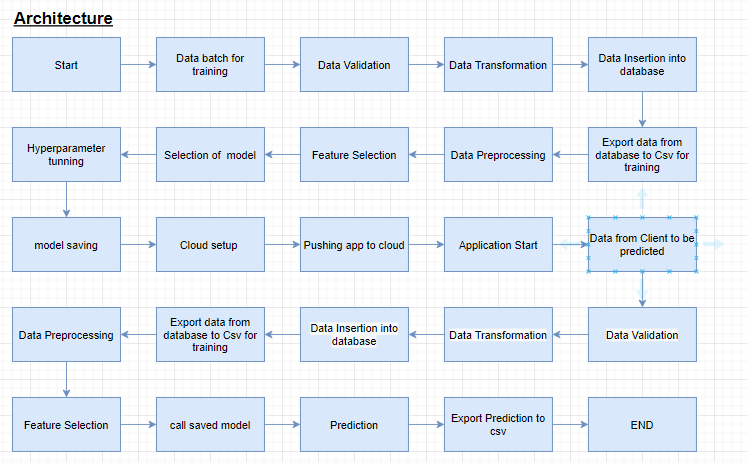 Architecture
Start
Data batch for
training
Data Validation
Data Transformation
Data Insertion into
database
Hyperparameter
tunning
Selection of model
Feature Selection
Data Preprocessing
Export data from
database to Csv for
training
model saving
Cloud setup
Pushing app to cloud
Application Start
Data from Client to be
predicted
Data Preprocessing
Export data from
database to Csv for
training
Data Insertion into
database
Data Transformation
Data Validation
Feature Selection
call saved model
Prediction
Export Prediction to
csv
END